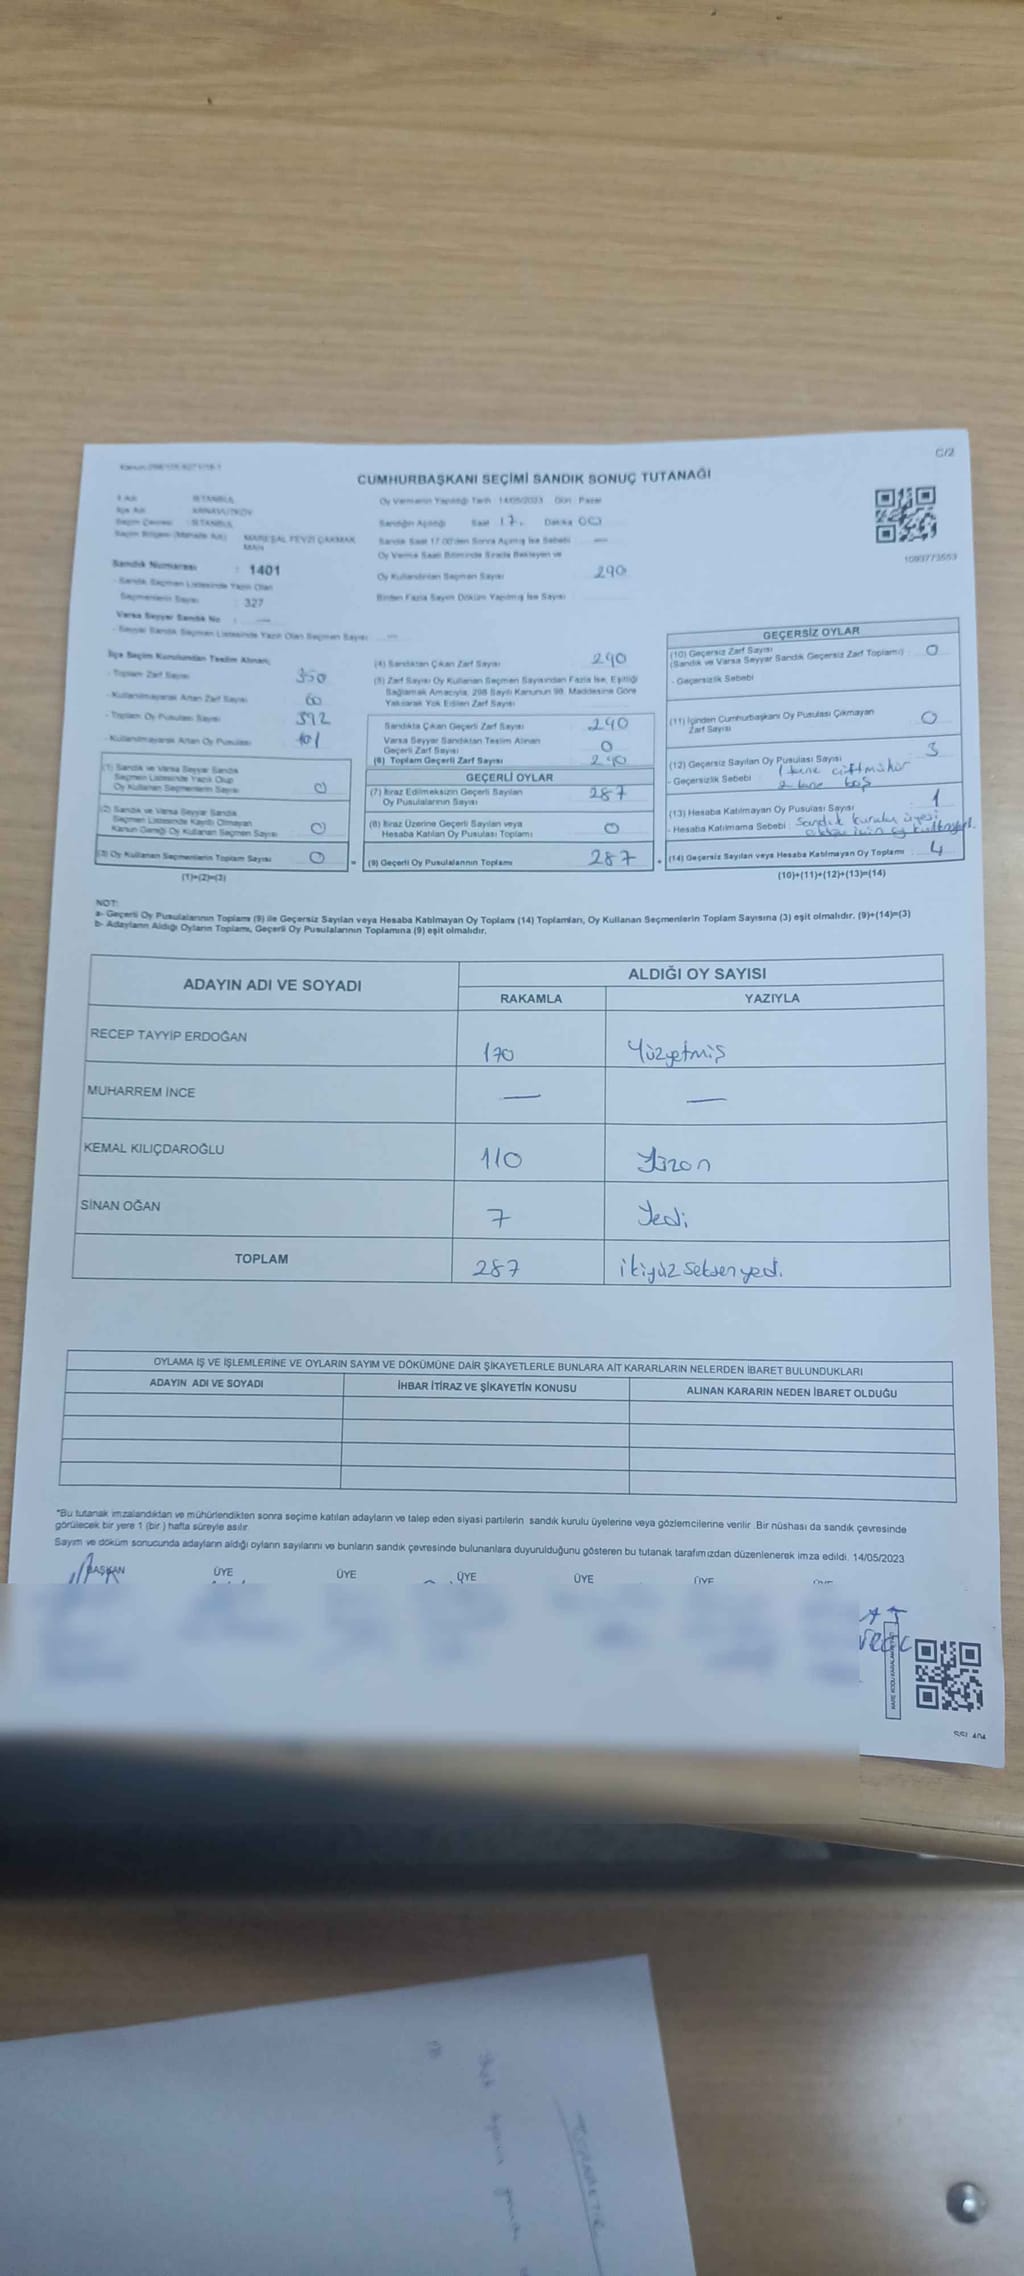 C/2
CUMHURBAŞKANI SEÇİMİ SANDIK SONUÇ TUTANAĞI
İl Adı : İSTANBUL
Oy Vermenin Yapıldığı Tarih 14/05/2023 Gün Pazar
İlçe Adı ARNAVUTKÖY
Seçim Çevresi : İSTANBUL
Sandığın Açıldığı Saat 17. Dakika 00
Seçim Bölgesi (Mahalle Adı) : MAREŞAL FEVZİ ÇAKMAK MAH
Sandık Saat 17.00'den Sonra Açılmış İse Sebebi —
Oy Verme Saati Bitiminde Sırada Bekleyen ve
Oy Kullandırılan Seçmen Sayısı 290
Birden Fazla Sayım Döküm Yapılmış İse Sayısı
1093773553
Sandık Numarası : 1401
- Sandık Seçmen Listesinde Yazılı Olan
Seçmenlerin Sayısı : 327
Varsa Seyyar Sandık No : —
- Seyyar Sandık Seçmen Listesinde Yazılı Olan Seçmen Sayısı —
İlçe Seçim Kurulundan Teslim Alınan;
- Toplam Zarf Sayısı 350
- Kullanılmayarak Artan Zarf Sayısı 60
- Toplam Oy Pusulası Sayısı 392
- Kullanılmayarak Artan Oy Pusulası 101
(1) Sandık ve Varsa Seyyar Sandık
Seçmen Listesinde Yazılı Olup
Oy Kullanan Seçmenlerin Sayısı 0
(2) Sandık ve Varsa Seyyar Sandık
Seçmen Listesinde Kayıtlı Olmayan
Kanun Gereği Oy Kullanan Seçmen Sayısı 0
(3) Oy Kullanan Seçmenlerin Toplam Sayısı 0
(1)+(2)=(3)
(4) Sandıktan Çıkan Zarf Sayısı 290
(5) Zarf Sayısı Oy Kullanan Seçmen Sayısından Fazla İse, Eşitliği
Sağlamak Amacıyla, 298 Sayılı Kanunun 98. Maddesine Göre
Yakılarak Yok Edilen Zarf Sayısı
Sandıkta Çıkan Geçerli Zarf Sayısı 290
Varsa Seyyar Sandıktan Teslim Alınan
Geçerli Zarf Sayısı 0
(6) Toplam Geçerli Zarf Sayısı 290
GEÇERLİ OYLAR
(7) İtiraz Edilmeksizin Geçerli Sayılan
Oy Pusulalarının Sayısı 287
(8) İtiraz Üzerine Geçerli Sayılan veya
Hesaba Katılan Oy Pusulası Toplamı 0
= (9) Geçerli Oy Pusulalarının Toplamı 287 +
GEÇERSİZ OYLAR
(10) Geçersiz Zarf Sayısı
(Sandık ve Varsa Seyyar Sandık Geçersiz Zarf Toplamı) : 0
- Geçersizlik Sebebi
(11) İçinden Cumhurbaşkanı Oy Pusulası Çıkmayan
Zarf Sayısı 0
(12) Geçersiz Sayılan Oy Pusulası Sayısı 3
- Geçersizlik Sebebi 1 tane çift mühür
2 tane boş
(13) Hesaba Katılmayan Oy Pusulası Sayısı 1
- Hesaba Katılmama Sebebi : Sandık kurulu üyesi
için oy
(14) Geçersiz Sayılan veya Hesaba Katılmayan Oy Toplamı : 4
(10)+(11)+(12)+(13)=(14)
NOT:
a- Geçerli Oy Pusulalarının Toplamı (9) ile Geçersiz Sayılan veya Hesaba Katılmayan Oy Toplamı (14) Toplamları, Oy Kullanan Seçmenlerin Toplam Sayısına (3) eşit olmalıdır. (9)+(14)=(3)
b- Adayların Aldığı Oyların Toplamı, Geçerli Oy Pusulalarının Toplamına (9) eşit olmalıdır.
ADAYIN ADI VE SOYADI
ALDIĞI OY SAYISI
RAKAMLA YAZIYLA
RECEP TAYYİP ERDOĞAN 170 Yüzyetmiş
MUHARREM İNCE — —
KEMAL KILIÇDAROĞLU 110 Yüzon
SİNAN OĞAN 7 Yedi
TOPLAM 287 ikiyüz seksenyedi
OYLAMA İŞ VE İŞLEMLERİNE VE OYLARIN SAYIM VE DÖKÜMÜNE DAİR ŞİKAYETLERLE BUNLARA AİT KARARLARIN NELERDEN İBARET BULUNDUKLARI
ADAYIN ADI VE SOYADI İHBAR İTİRAZ VE ŞİKAYETİN KONUSU ALINAN KARARIN NEDEN İBARET OLDUĞU
*Bu tutanak imzalandıktan ve mühürlendikten sonra seçime katılan adayların ve talep eden siyasi partilerin sandık kurulu üyelerine veya gözlemcilerine verilir. Bir nüshası da sandık çevresinde
görülecek bir yere 1 (bir) hafta süreyle asılır.
Sayım ve döküm sonucunda adayların aldığı oyların sayılarını ve bunların sandık çevresinde bulunanlara duyurulduğunu gösteren bu tutanak tarafımızdan düzenlenerek imza edildi. 14/05/2023
BAŞKAN ÜYE ÜYE ÜYE ÜYE ÜYE ÜYE